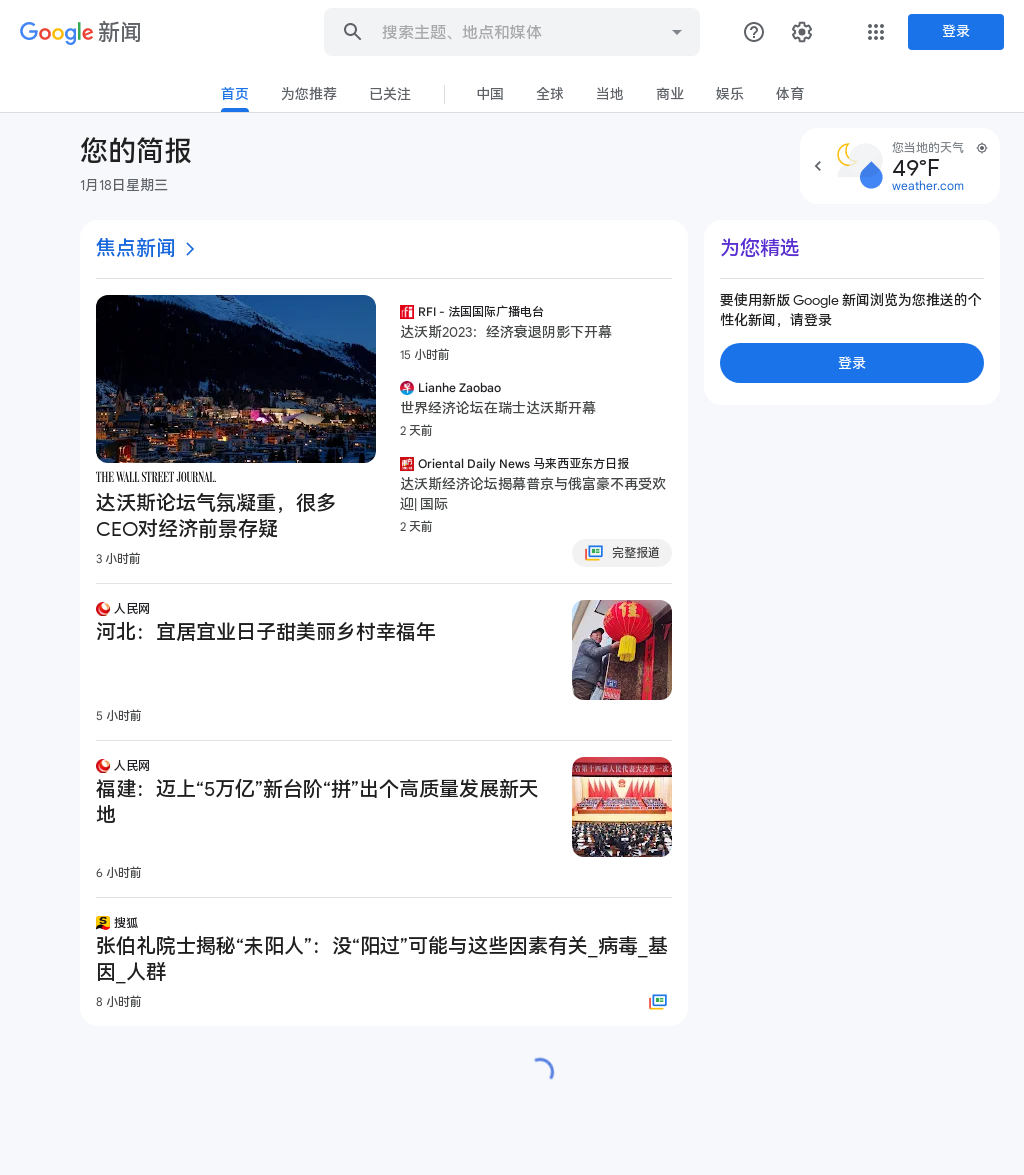 Google 新闻
搜索主题、地点和媒体
登录
首页
为您推荐
已关注
中国
全球
当地
商业
娱乐
体育
您的简报
1月18日星期三
您当地的天气
49°F
weather.com
焦点新闻
THE WALL STREET JOURNAL.
达沃斯论坛气氛凝重，很多
CEO对经济前景存疑
3 小时前
RFI - 法国国际广播电台
达沃斯2023：经济衰退阴影下开幕
15 小时前
Lianhe Zaobao
世界经济论坛在瑞士达沃斯开幕
2 天前
Oriental Daily News 马来西亚东方日报
达沃斯经济论坛揭幕普京与俄富豪不再受欢
迎| 国际
2 天前
完整报道
人民网
河北：宜居宜业日子甜美丽乡村幸福年
5 小时前
人民网
福建：迈上“5万亿”新台阶“拼”出个高质量发展新天
地
省第十四届人民代表大会第一次会
6 小时前
搜狐
张伯礼院士揭秘“未阳人”：没“阳过”可能与这些因素有关_病毒_基
因_人群
8 小时前
为您精选
要使用新版 Google 新闻浏览为您推送的个
性化新闻，请登录
登录